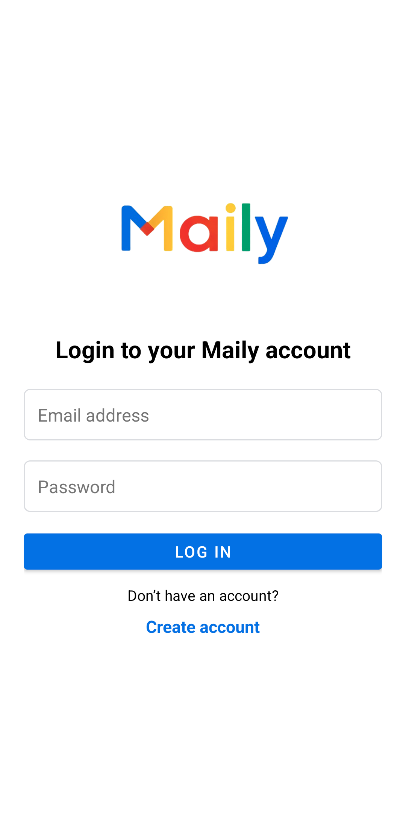 Maily
Login to your Maily account
Email address
Password
LOG IN
Don't have an account?
Create account